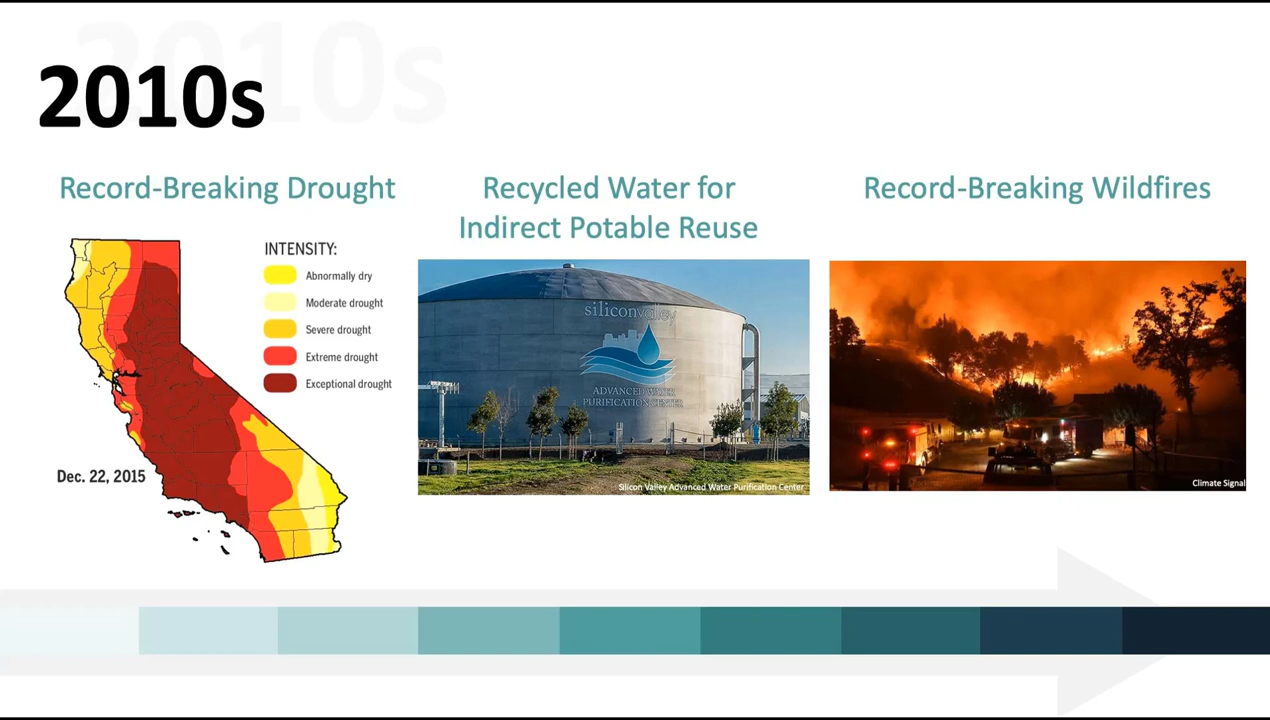 2010s
2010s
Record-Breaking Drought
INTENSITY:
Abnormally dry
Moderate drought
Severe drought
Extreme drought
Exceptional drought
Dec. 22, 2015
Recycled Water for
Indirect Potable Reuse
siliconvalley
ADVANCED WATER
PURIFICATION CENTER
Silicon Valley Advanced Water Purification Center
Record-Breaking Wildfires
Climate Signal